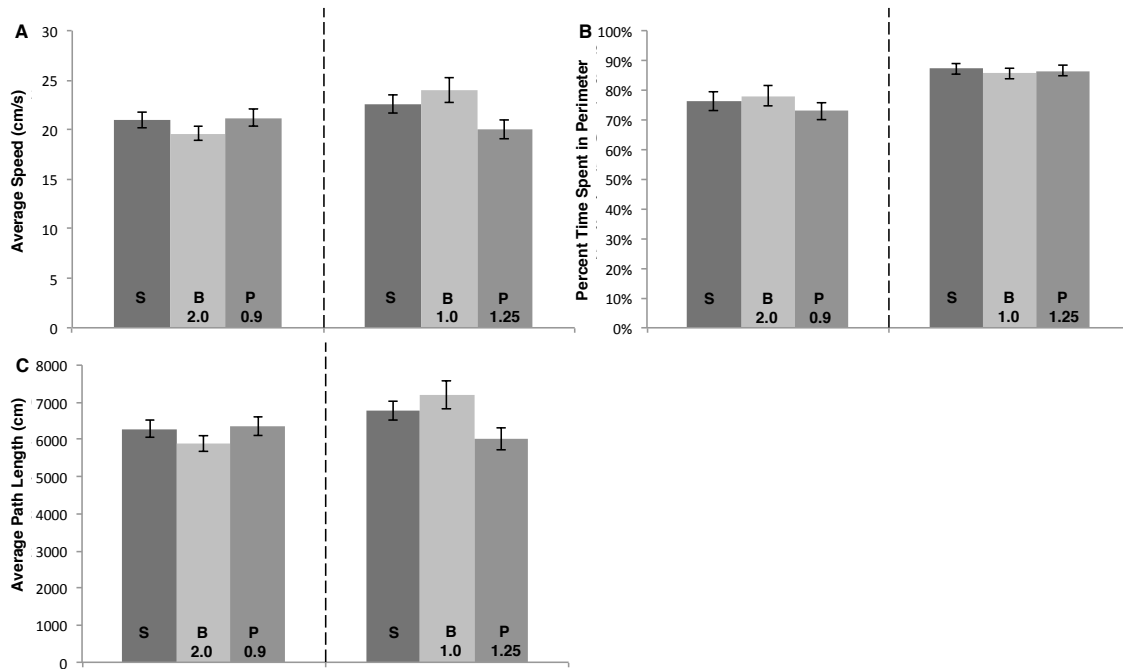 A
Average Speed (cm/s)
30
25
20
15
10
5
0
S
B
2.0
P
0.9
S
B
1.0
P
1.25
B
Percent Time Spent in Perimeter
100%
90%
80%
70%
60%
50%
40%
30%
20%
10%
0%
S
B
2.0
P
0.9
S
B
1.0
P
1.25
C
Average Path Length (cm)
8000
7000
6000
5000
4000
3000
2000
1000
0
S
B
2.0
P
0.9
S
B
1.0
P
1.25